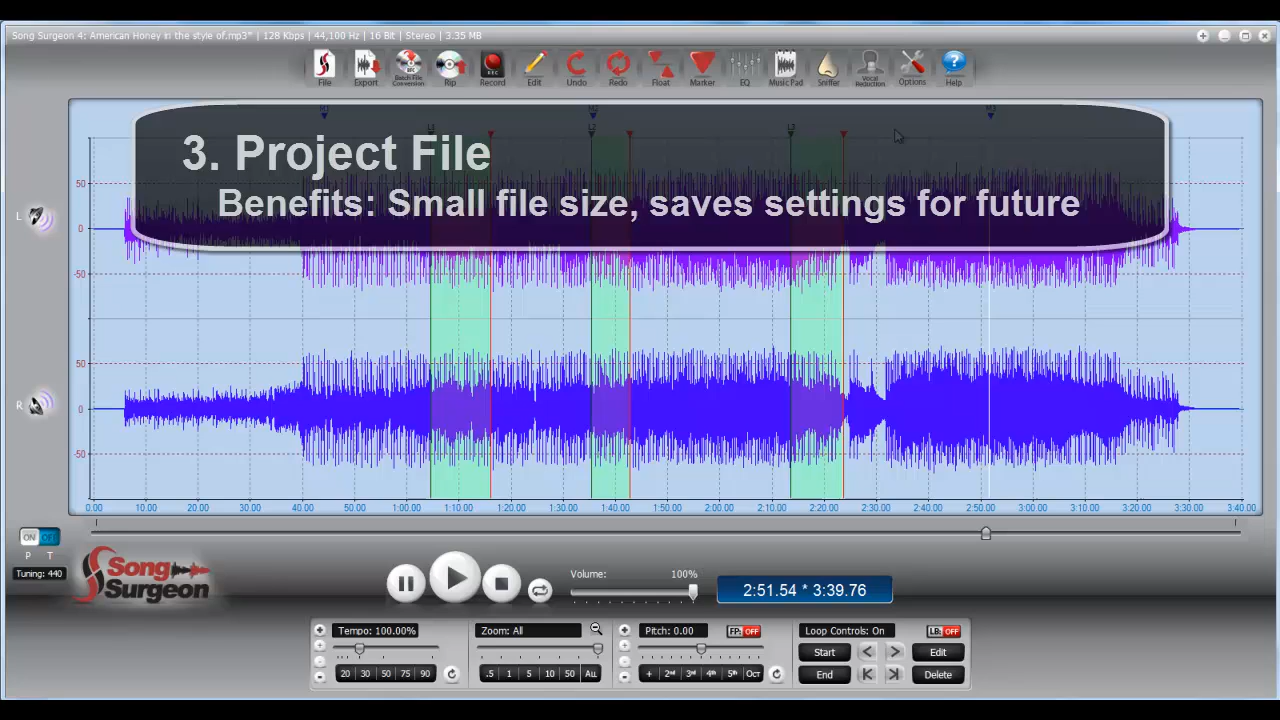 Song Surgeon 4: American Honey in the style of.mp3* | 128 Kbps | 44,100 Hz | 16 Bit | Stereo | 3.35 MB
File Export Batch File Conversion Rip Record Edit Undo Redo Float Marker EQ Music Pad Sniffer Vocal Reduction Options Help
3. Project File
Benefits: Small file size, saves settings for future
50
L 0
-50
50
R 0
-50
0.00 10.00 20.00 30.00 40.00 50.00 1:00.00 1:10.00 1:20.00 1:30.00 1:40.00 1:50.00 2:00.00 2:10.00 2:20.00 2:30.00 2:40.00 2:50.00 3:00.00 3:10.00 3:20.00 3:30.00 3:40.00
ON
P T
Tuning: 440
Song
Surgeon
Volume: 100%
2:51.54 * 3:39.76
Tempo: 100.00% Zoom: All Pitch: 0.00 FP: OFF Loop Controls: On LB: OFF
Start Edit
20 30 50 75 90 .5 1 5 10 50 ALL + 2nd 3rd 4th 5th Oct End Delete